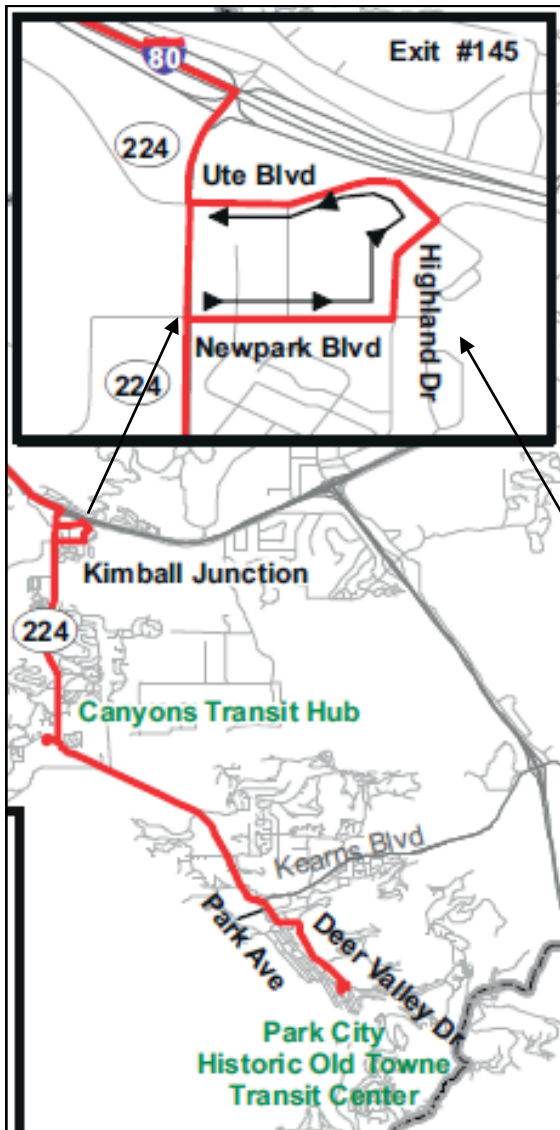 80
Exit #145
224
Ute Blvd
Highland Dr
Newpark Blvd
224
Kimball Junction
224
Canyons Transit Hub
Kearns Blvd
Park Ave
Deer Valley Dr
Park City
Historic Old Towne
Transit Center